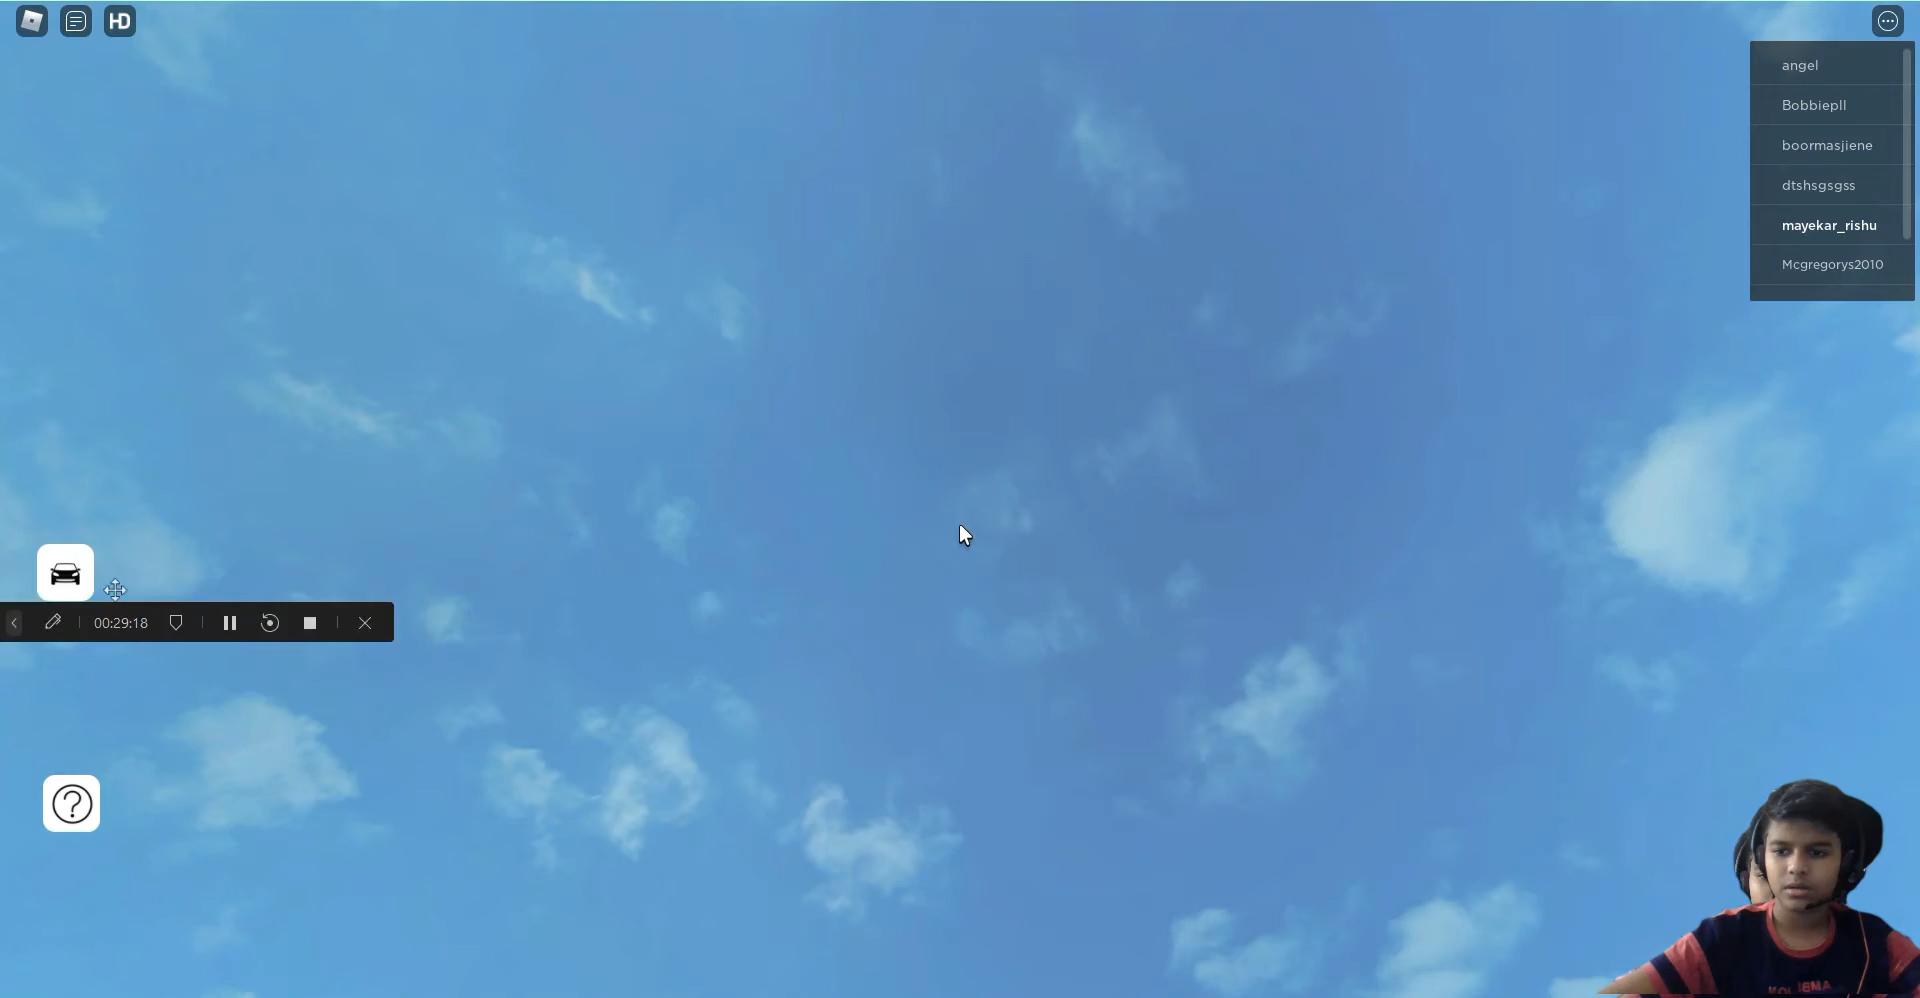 HD
angel
Bobbiepll
boormasjiene
dtshsgsgss
mayekar_rishu
Mcgregorys2010
00:29:18